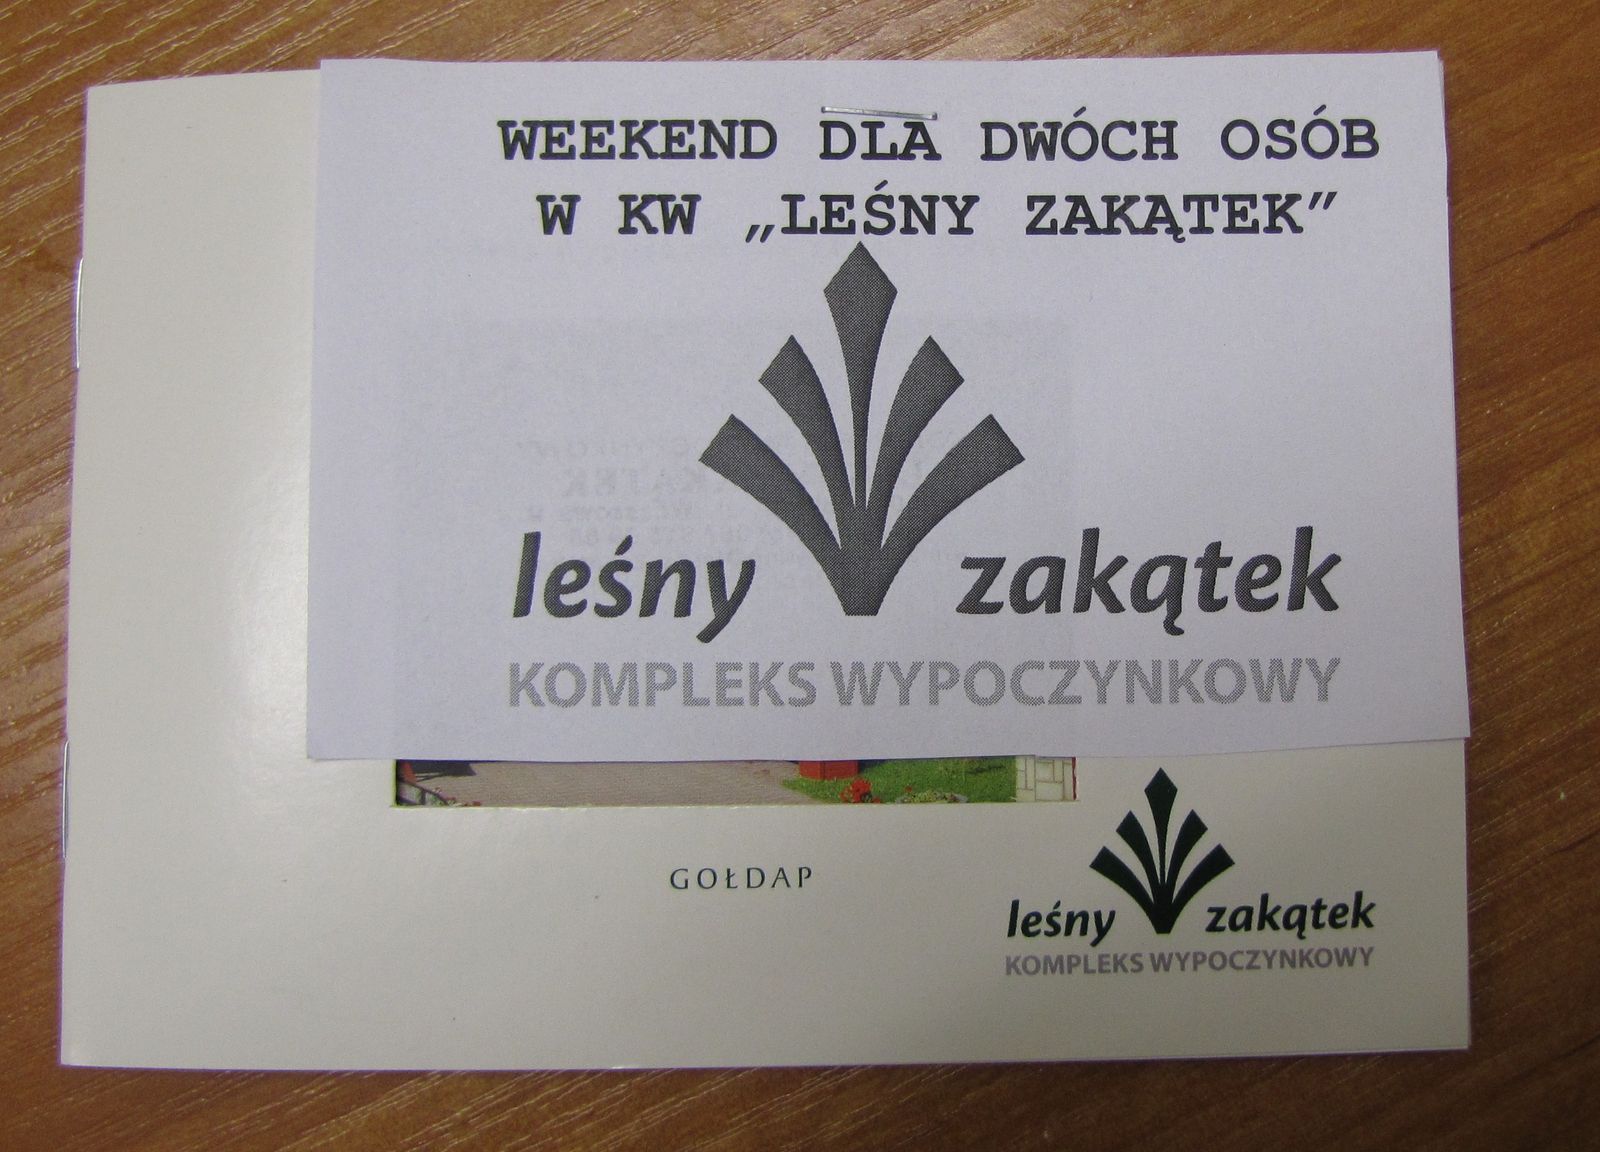 WEEKEND DLA DWÓCH OSÓB
W KW „LEŚNY ZAKĄTEK”
leśny zakątek
KOMPLEKS WYPOCZYNKOWY
GOŁDAP
leśny zakątek
KOMPLEKS WYPOCZYNKOWY